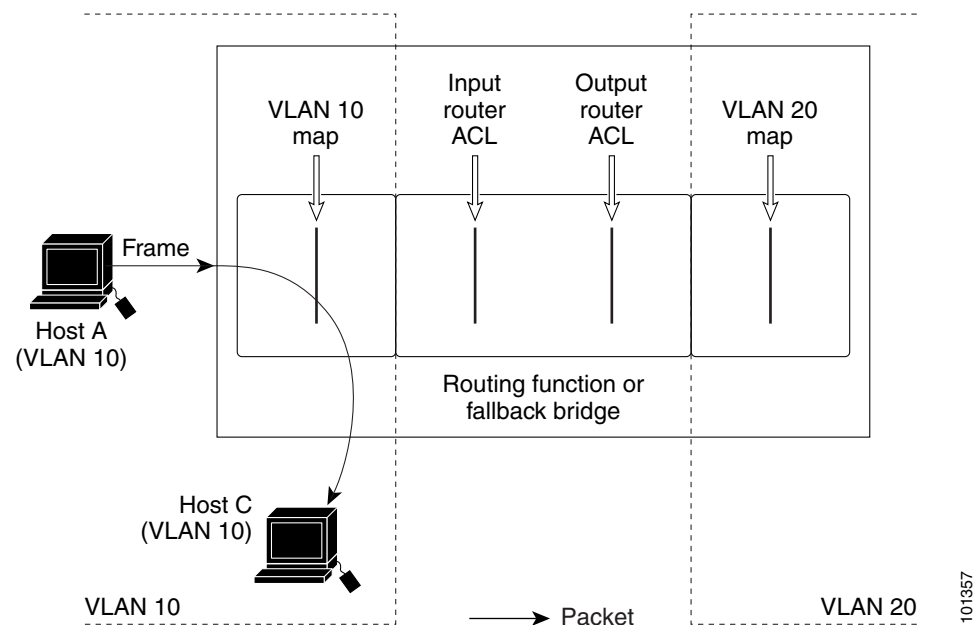 VLAN 10
map
Input
router
ACL
Output
router
ACL
VLAN 20
map
Frame
Host A
(VLAN 10)
Routing function or
fallback bridge
Host C
(VLAN 10)
VLAN 10
Packet
VLAN 20
101357